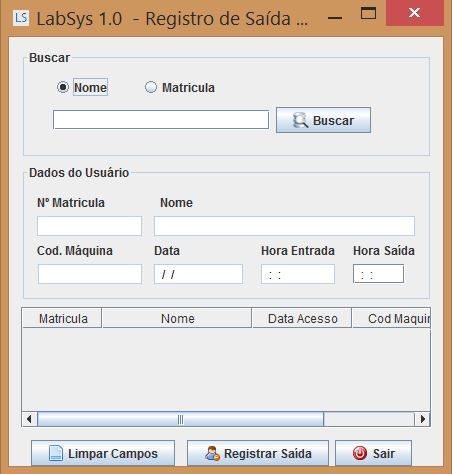 LS LabSys 1.0 - Registro de Saída ...
Buscar
Nome Matricula
Buscar
Dados do Usuário
Nº Matricula Nome
Cod. Máquina Data Hora Entrada Hora Saída
/ / : : : :
Matricula Nome Data Acesso Cod Maquin
Limpar Campos Registrar Saída Sair